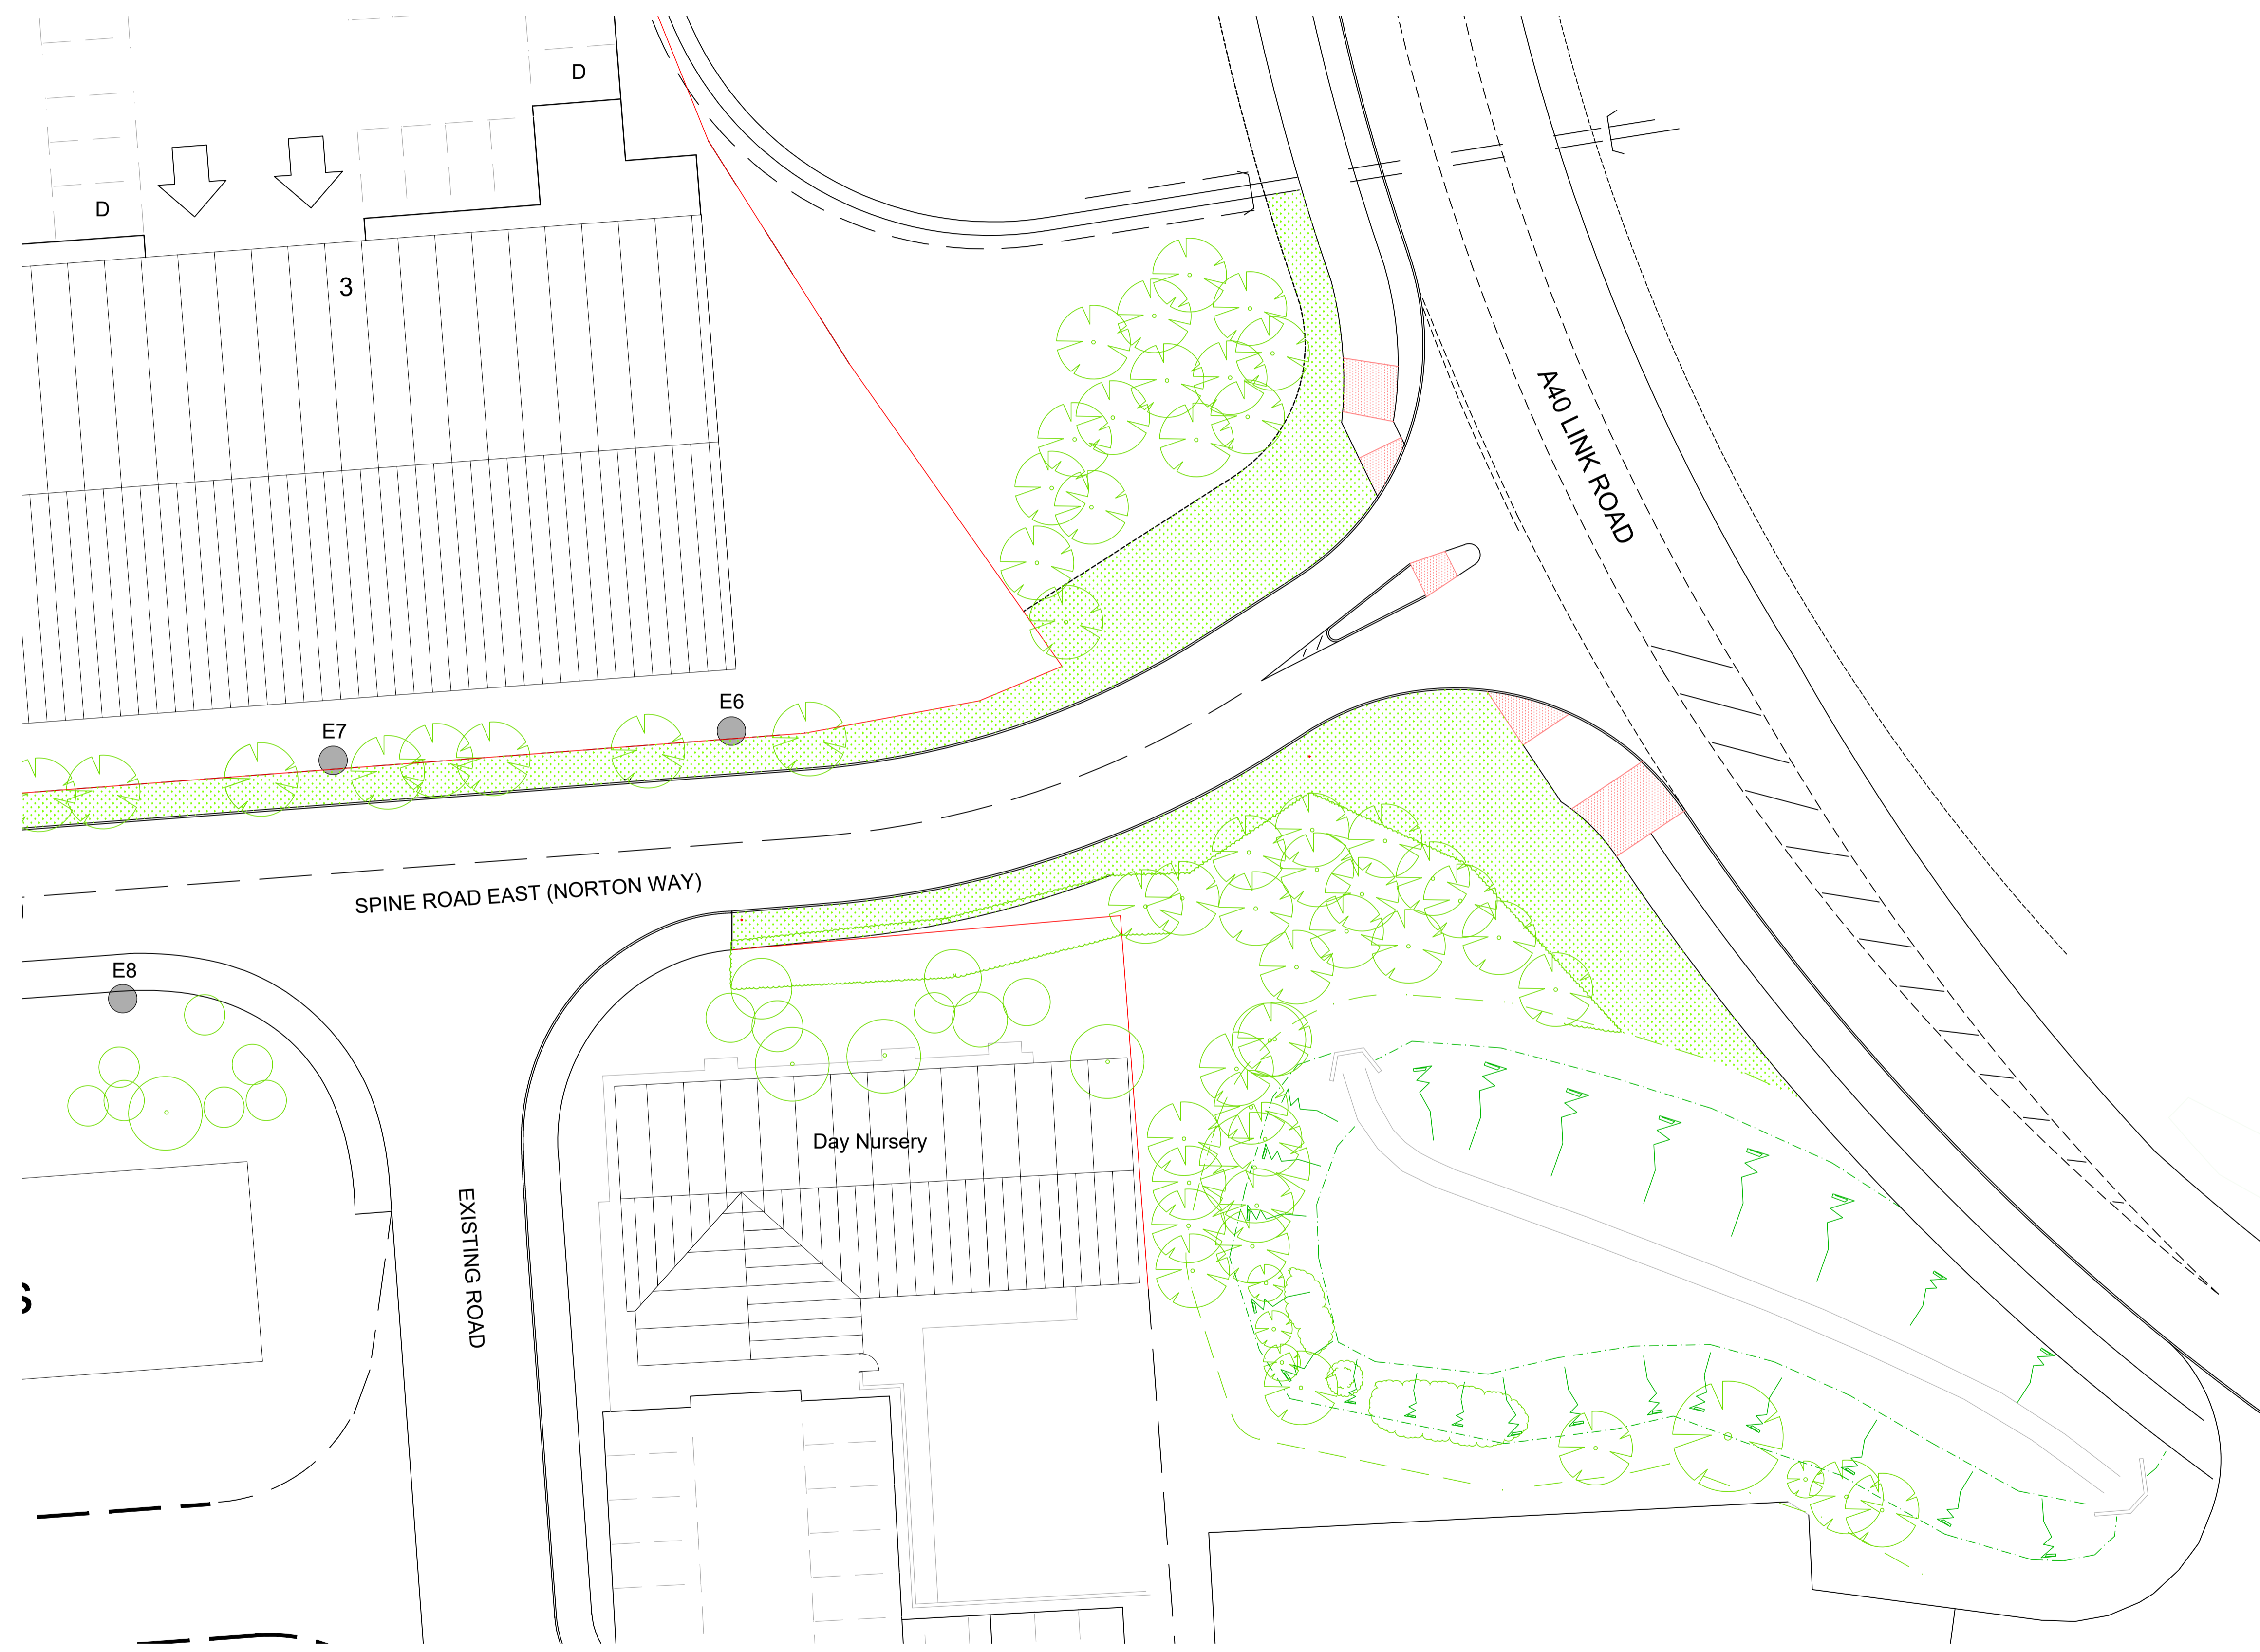 D
D
3
A40 LINK ROAD
E6
E7
SPINE ROAD EAST (NORTON WAY)
E8
Day Nursery
EXISTING ROAD